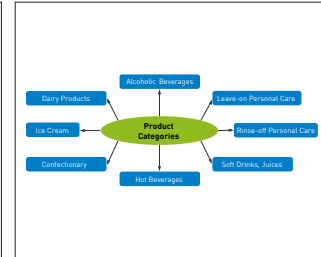 Alcoholic Beverages
Dairy Products
Leave-on Personal Care
Ice Cream
Product
Categories
Rinse-off Personal Care
Confectionary
Soft Drinks, Juices
Hot Beverages